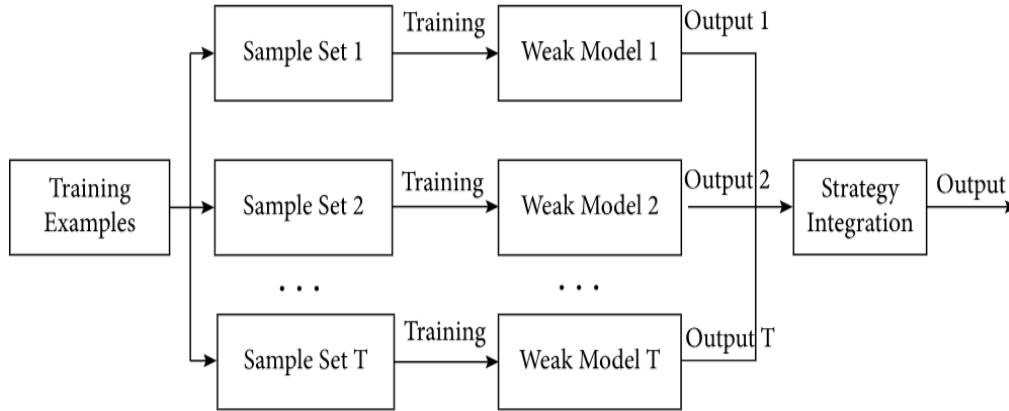 Training
Examples
Sample Set 1
Training
Weak Model 1
Output 1
Sample Set 2
Training
Weak Model 2
Output 2
. . .
. . .
Sample Set T
Training
Weak Model T
Output T
Strategy
Integration
Output